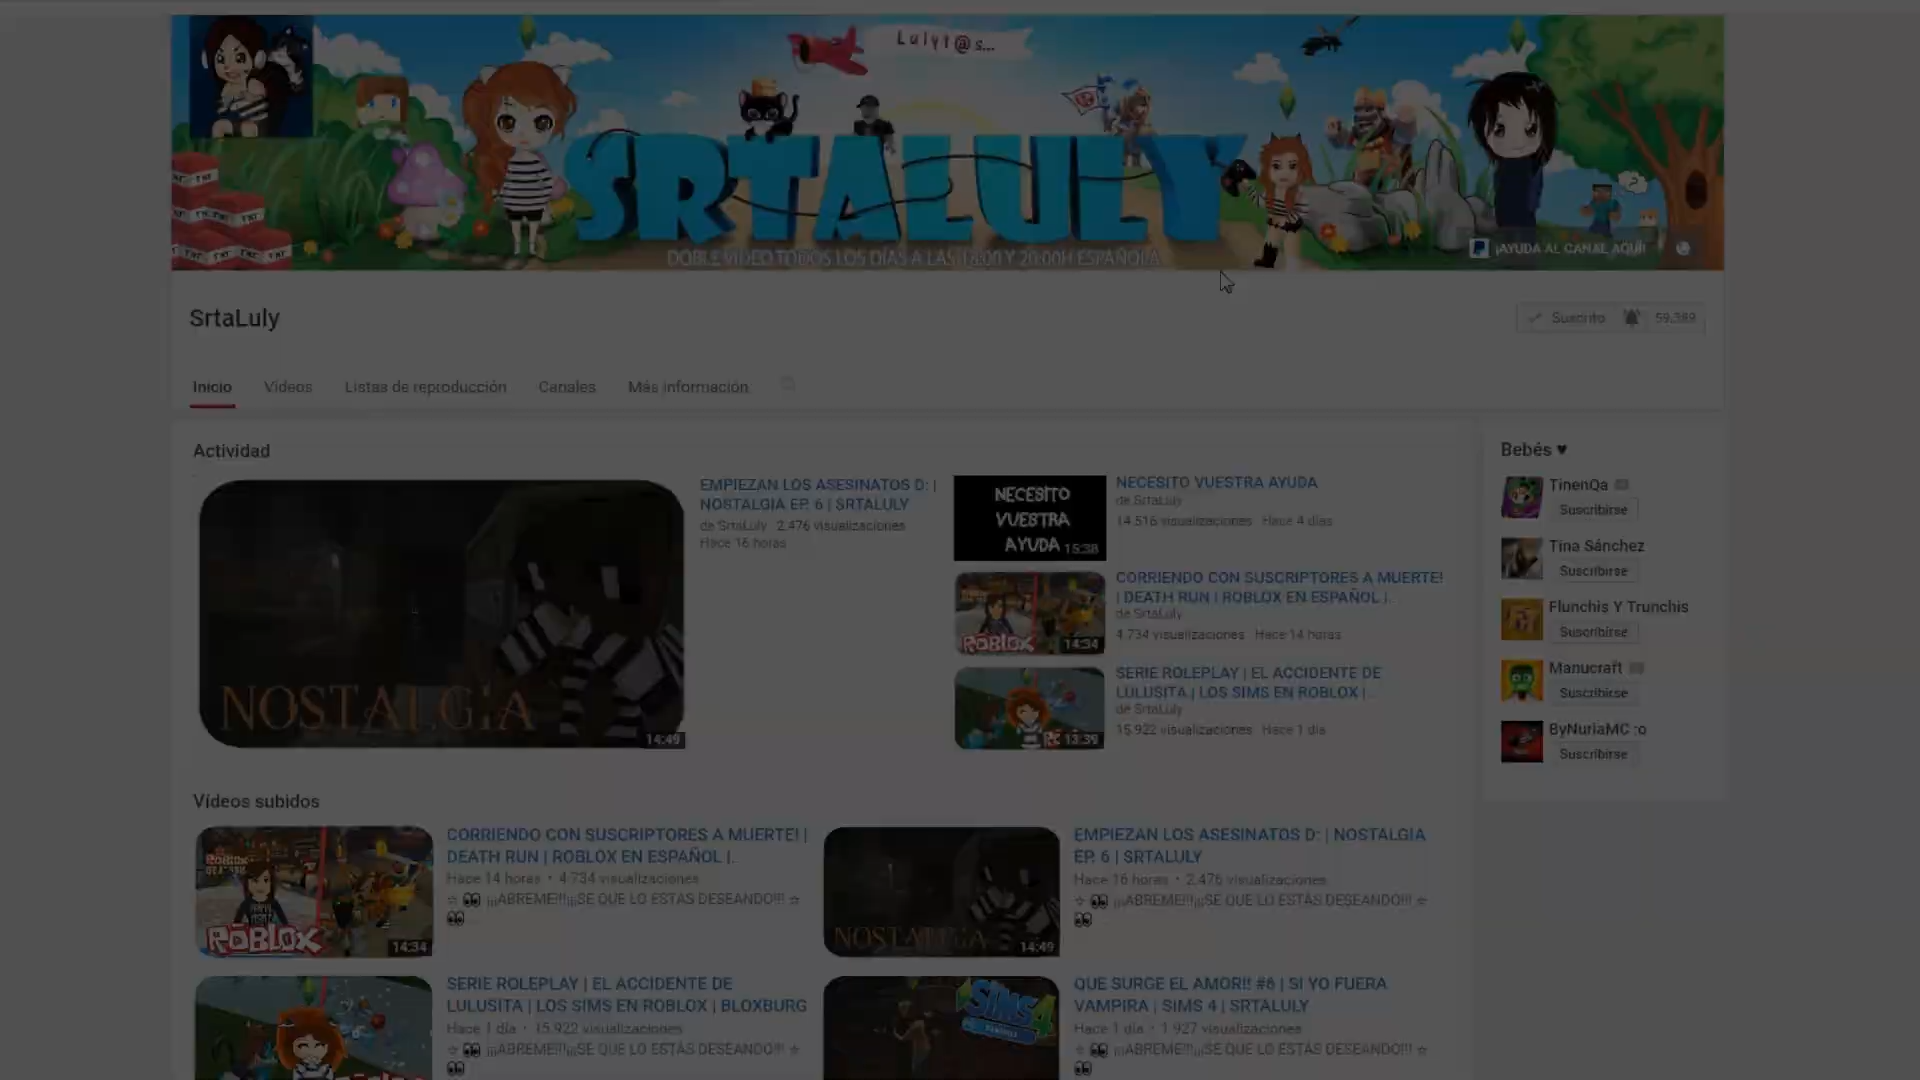 Lulyt@s...
SRTALULY
DOBLE VIDEO TODOS LOS DÍAS A LAS 18:00 Y 20:00H ESPAÑOLA
¡AYUDA AL CANAL AQUÍ!
TNT
TNT
TNT
SrtaLuly
Suscrito 59.389
Inicio Vídeos Listas de reproducción Canales Más información
Actividad
NOSTALGIA
14:49
EMPIEZAN LOS ASESINATOS D: |
NOSTALGIA EP. 6 | SRTALULY
de SrtaLuly 2.476 visualizaciones
Hace 16 horas
NECESITO
VUESTRA
AYUDA 15:38
NECESITO VUESTRA AYUDA
de SrtaLuly
14.516 visualizaciones Hace 4 días
ROBLOX 14:34
CORRIENDO CON SUSCRIPTORES A MUERTE!
| DEATH RUN | ROBLOX EN ESPAÑOL |...
de SrtaLuly
4.734 visualizaciones Hace 14 horas
13:39
SERIE ROLEPLAY | EL ACCIDENTE DE
LULUSITA | LOS SIMS EN ROBLOX |...
de SrtaLuly
15.922 visualizaciones Hace 1 día
Bebés ♥
TinenQa
Suscribirse
Tina Sánchez
Suscribirse
Flunchis Y Trunchis
Suscribirse
Manucraft
Suscribirse
ByNuriaMC :o
Suscribirse
Vídeos subidos
ROBLOX
ROBLOX 14:34
CORRIENDO CON SUSCRIPTORES A MUERTE! |
DEATH RUN | ROBLOX EN ESPAÑOL |...
Hace 14 horas • 4.734 visualizaciones
☆ 👀 ¡¡¡ABREME!!!¡¡¡SE QUE LO ESTÁS DESEANDO!!! ☆
👀
NOSTALGIA 14:49
EMPIEZAN LOS ASESINATOS D: | NOSTALGIA
EP. 6 | SRTALULY
Hace 16 horas • 2.476 visualizaciones
☆ 👀 ¡¡¡ABREME!!!¡¡¡SE QUE LO ESTÁS DESEANDO!!! ☆
👀
SERIE ROLEPLAY | EL ACCIDENTE DE
LULUSITA | LOS SIMS EN ROBLOX | BLOXBURG
Hace 1 día • 15.922 visualizaciones
☆ 👀 ¡¡¡ABREME!!!¡¡¡SE QUE LO ESTÁS DESEANDO!!! ☆
👀
SIMS 4
QUE SURGE EL AMOR!! #6 | SI YO FUERA
VAMPIRA | SIMS 4 | SRTALULY
Hace 1 día • 1.927 visualizaciones
☆ 👀 ¡¡¡ABREME!!!¡¡¡SE QUE LO ESTÁS DESEANDO!!! ☆
👀